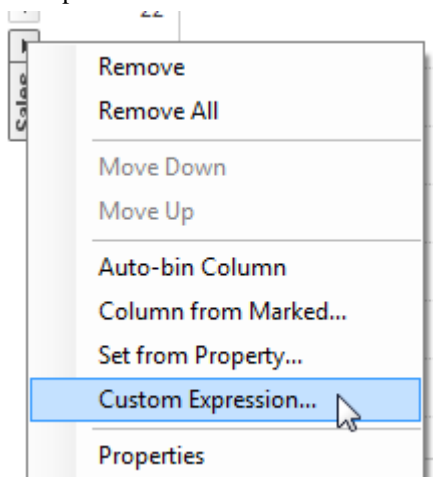 22
Sales
Remove
Remove All
Move Down
Move Up
Auto-bin Column
Column from Marked...
Set from Property...
Custom Expression...
Properties